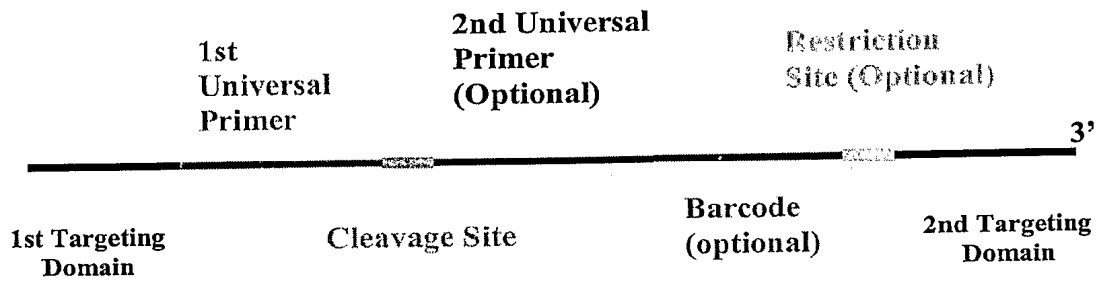 1st
Universal
Primer
2nd Universal
Primer
(Optional)
Restriction
Site (Optional)
3’
1st Targeting
Domain
Cleavage Site
Barcode
(optional)
2nd Targeting
Domain